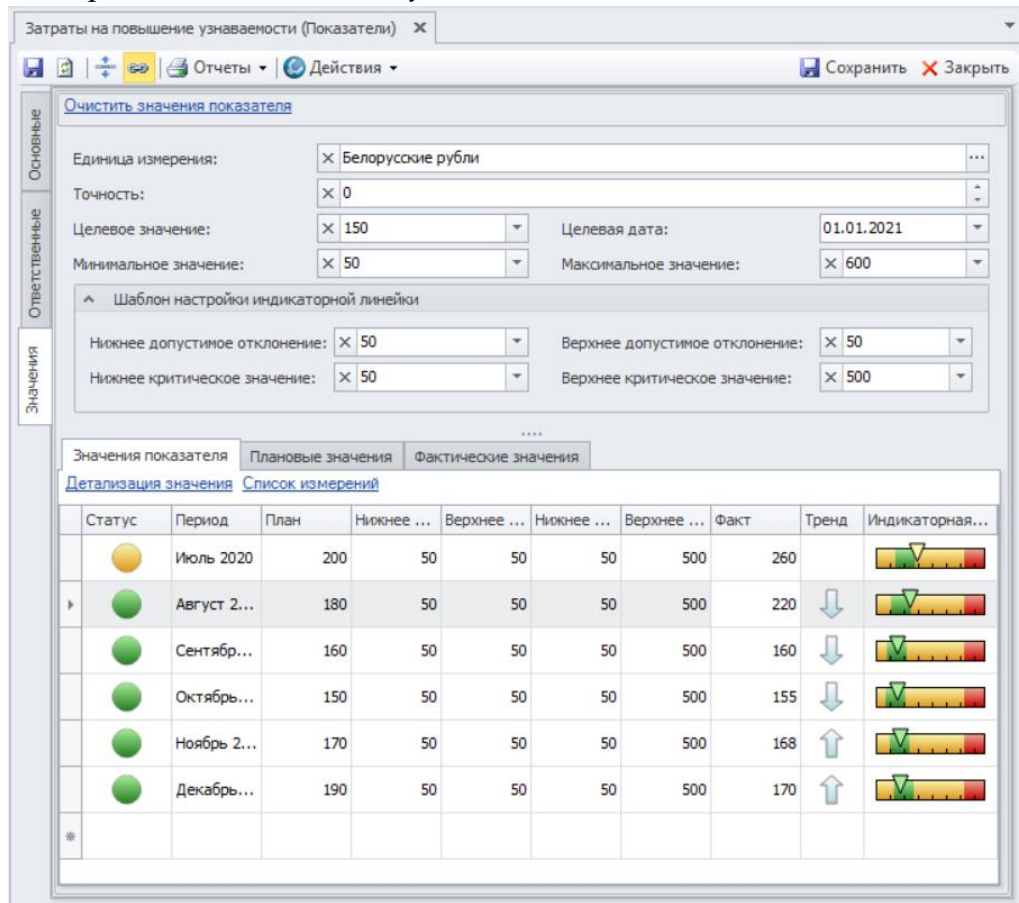 Затраты на повышение узнаваемости (Показатели)
Отчеты Действия Сохранить Закрыть
Основные
Ответственные
Значения
Очистить значения показателя
Единица измерения: Белорусские рубли
Точность: 0
Целевое значение: 150 Целевая дата: 01.01.2021
Минимальное значение: 50 Максимальное значение: 600
Шаблон настройки индикаторной линейки
Нижнее допустимое отклонение: 50 Верхнее допустимое отклонение: 50
Нижнее критическое значение: 50 Верхнее критическое значение: 500
Значения показателя Плановые значения Фактические значения
Детализация значения Список измерений
Статус Период План Нижнее ... Верхнее ... Нижнее ... Верхнее ... Факт Тренд Индикаторная...
Июль 2020 200 50 50 50 500 260
Август 2... 180 50 50 50 500 220
Сентябр... 160 50 50 50 500 160
Октябрь... 150 50 50 50 500 155
Ноябрь 2... 170 50 50 50 500 168
Декабрь... 190 50 50 50 500 170